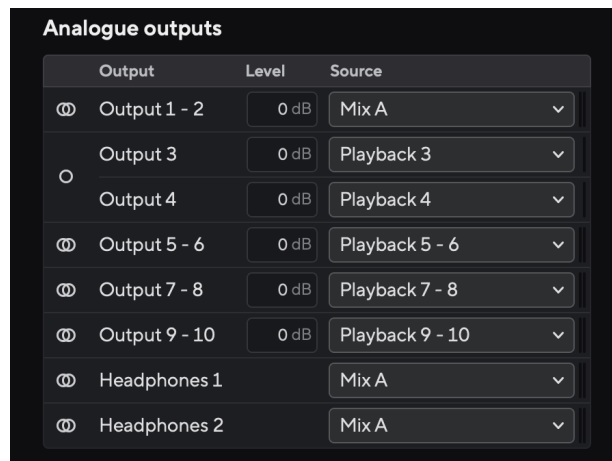 Analogue outputs
Output Level Source
Output 1 - 2 0 dB Mix A
Output 3 0 dB Playback 3
Output 4 0 dB Playback 4
Output 5 - 6 0 dB Playback 5 - 6
Output 7 - 8 0 dB Playback 7 - 8
Output 9 - 10 0 dB Playback 9 - 10
Headphones 1 Mix A
Headphones 2 Mix A